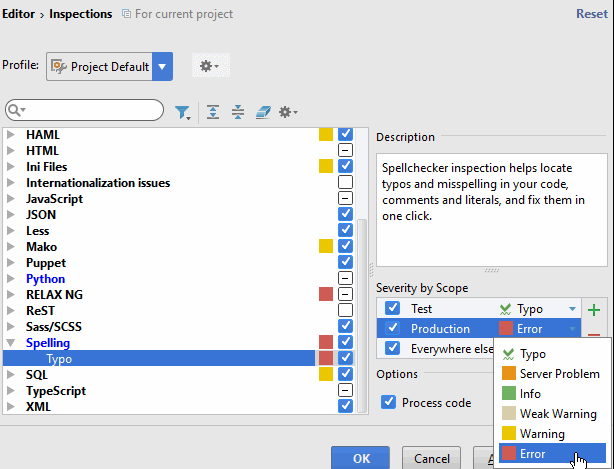 Editor › Inspections For current project Reset
Profile: Project Default
HAML
HTML
Ini Files
Internationalization issues
JavaScript
JSON
Less
Mako
Puppet
Python
RELAX NG
ReST
Sass/SCSS
Spelling
Typo
SQL
TypeScript
XML
Description
Spellchecker inspection helps locate
typos and misspelling in your code,
comments and literals, and fix them in
one click.
Severity by Scope
Test Typo
Production Error
Everywhere else
Typo
Server Problem
Info
Weak Warning
Warning
Error
Options
Process code
OK Cancel